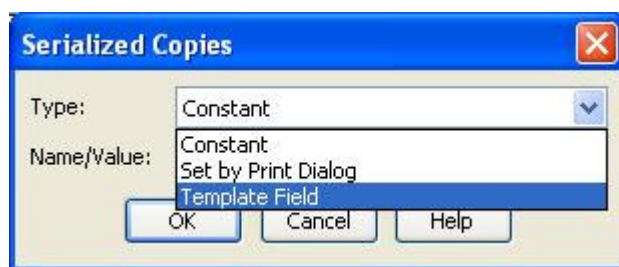 Serialized Copies
Type:
Constant
Constant
Name/Value:
Set by Print Dialog
Template Field
OK
Cancel
Help